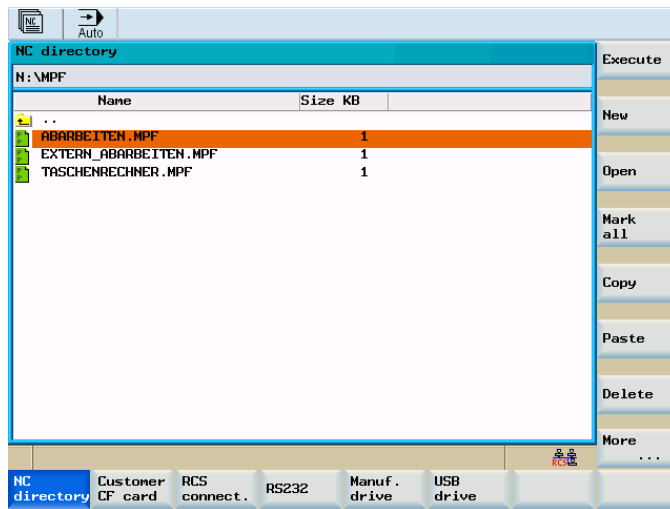 NC
Auto
NC directory
N:\MPF
Name Size KB
..
ABARBEITEN.MPF 1
EXTERN_ABARBEITEN.MPF 1
TASCHENRECHNER.MPF 1
Execute
New
Open
Mark
all
Copy
Paste
Delete
More
...
RCS
NC
directory
Customer
CF card
RCS
connect.
RS232
Manuf.
drive
USB
drive